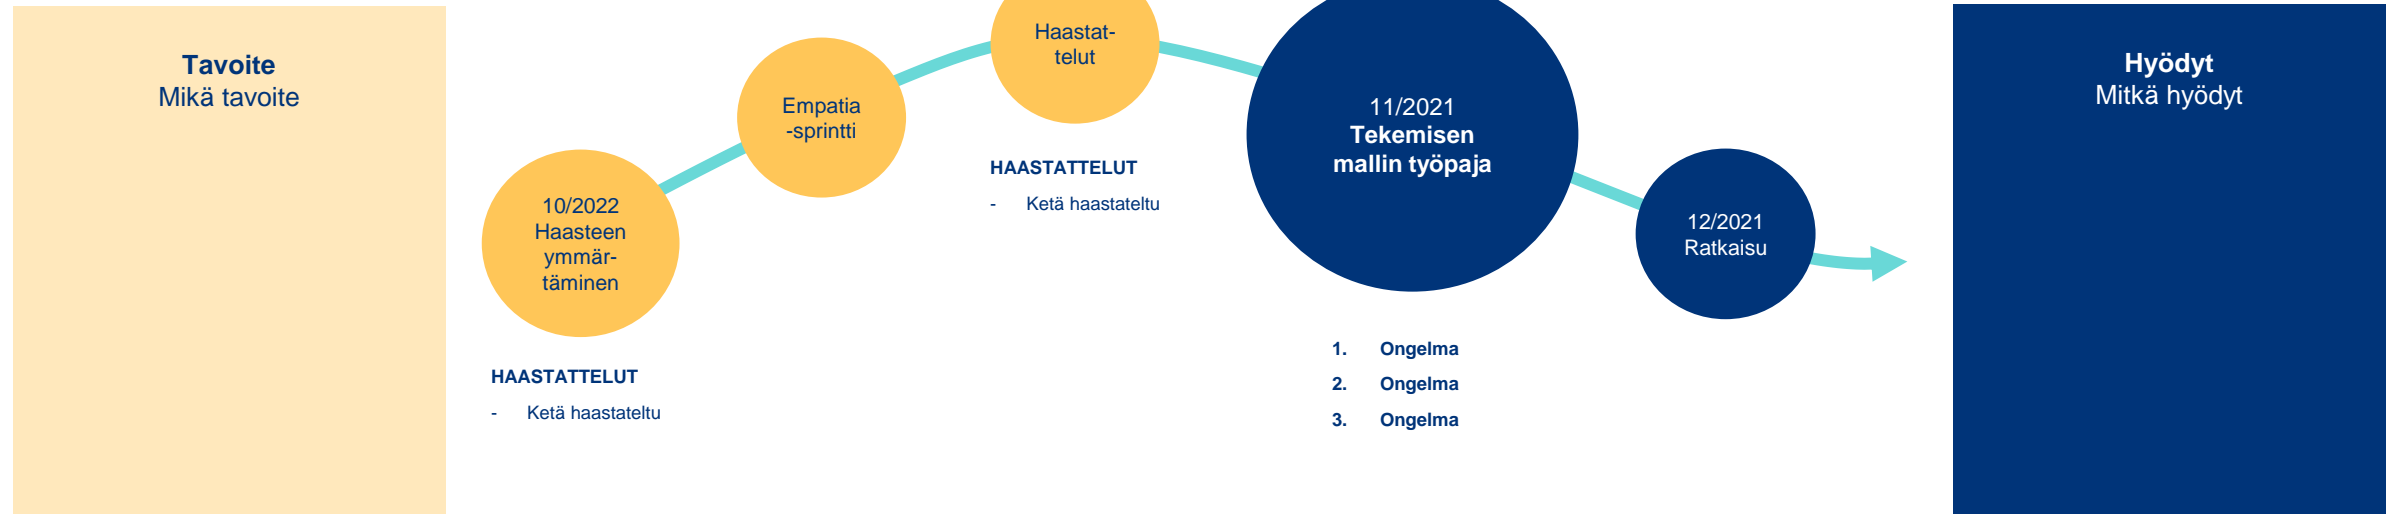 Tavoite
Mikä tavoite
10/2022
Haasteen
ymmär-
täminen
HAASTATTELUT
- Ketä haastateltu
Empatia
-sprintti
Haastat-
telut
HAASTATTELUT
- Ketä haastateltu
11/2021
Tekemisen
mallin työpaja
1. Ongelma
2. Ongelma
3. Ongelma
12/2021
Ratkaisu
Hyödyt
Mitkä hyödyt